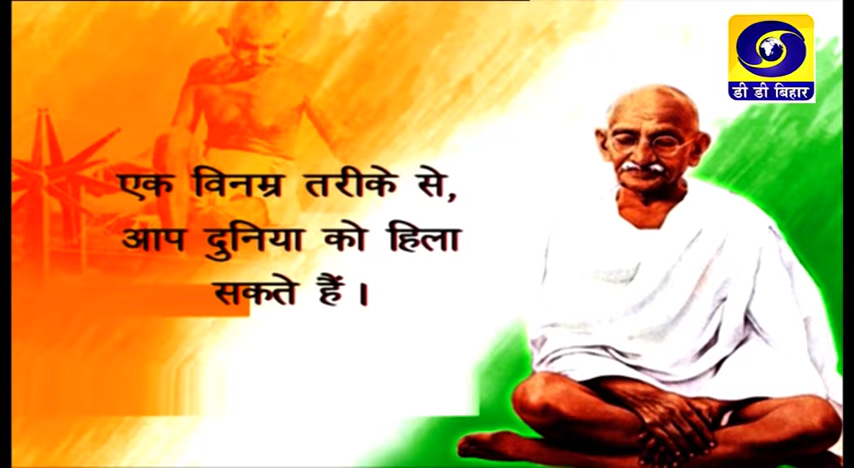 डी डी बिहार
एक विनम्र तरीके से,
आप दुनिया को हिला
सकते हैं।